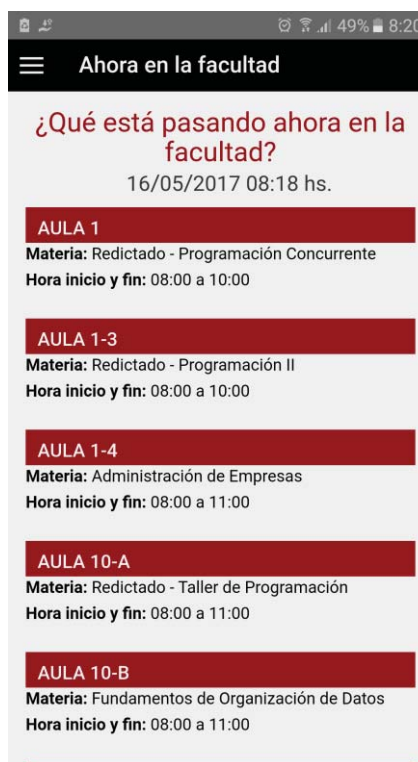 49% 8:20
Ahora en la facultad
¿Qué está pasando ahora en la
facultad?
16/05/2017 08:18 hs.
AULA 1
Materia: Redictado - Programación Concurrente
Hora inicio y fin: 08:00 a 10:00
AULA 1-3
Materia: Redictado - Programación II
Hora inicio y fin: 08:00 a 10:00
AULA 1-4
Materia: Administración de Empresas
Hora inicio y fin: 08:00 a 11:00
AULA 10-A
Materia: Redictado - Taller de Programación
Hora inicio y fin: 08:00 a 11:00
AULA 10-B
Materia: Fundamentos de Organización de Datos
Hora inicio y fin: 08:00 a 11:00